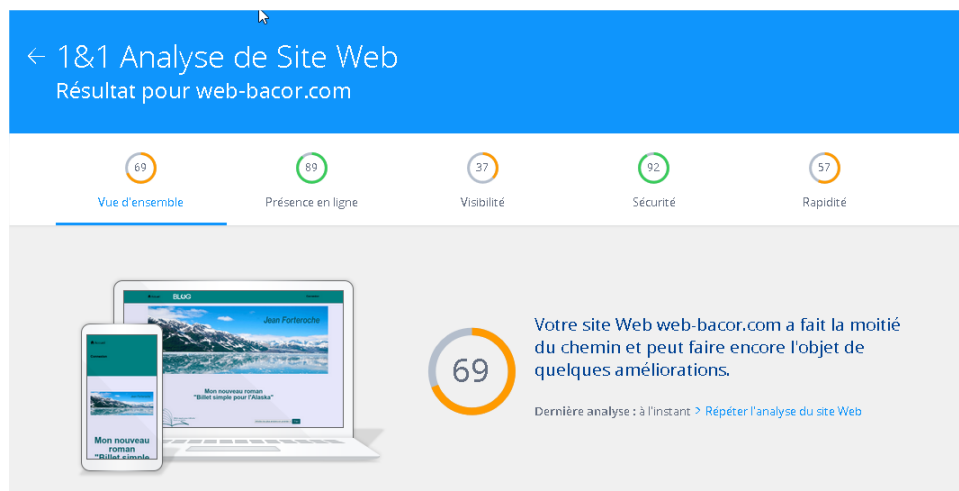 ← 1&1 Analyse de Site Web
Résultat pour web-bacor.com
69
89
37
92
57
Vue d'ensemble
Présence en ligne
Visibilité
Sécurité
Rapidité
BLOG
Jean Forteroche
Mon nouveau roman
"Billet simple pour l'Alaska"
Mon nouveau
roman
"Billet simple
69
Votre site Web web-bacor.com a fait la moitié
du chemin et peut faire encore l'objet de
quelques améliorations.
Dernière analyse : à l'instant > Répéter l'analyse du site Web